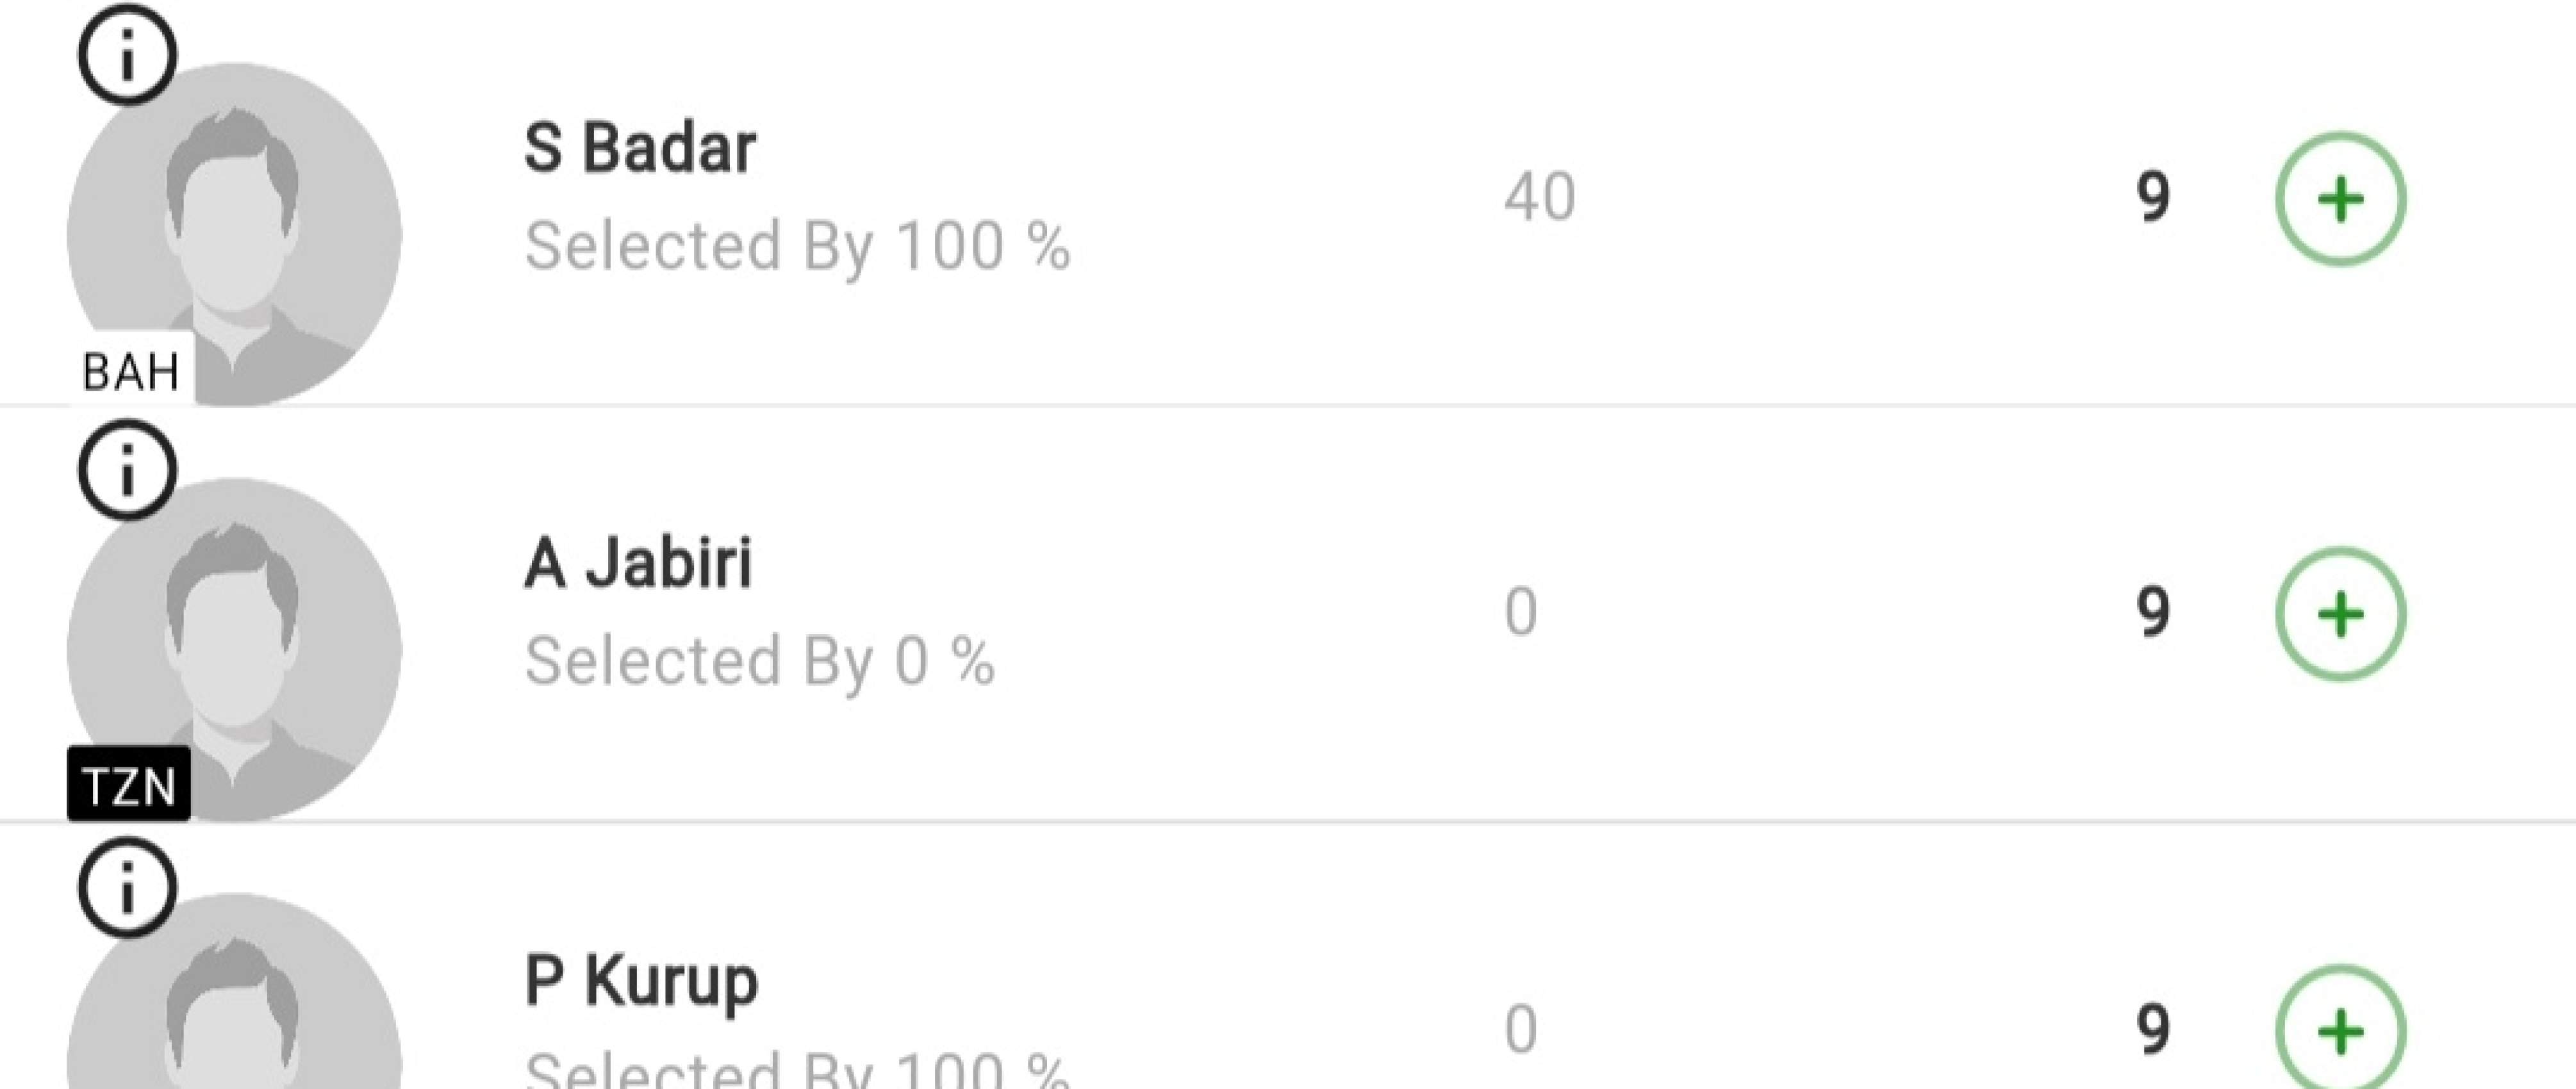 S Badar
Selected By 100 %
40
9
BAH
A Jabiri
Selected By 0 %
0
9
TZN
P Kurup
Selected By 100 %
0
9